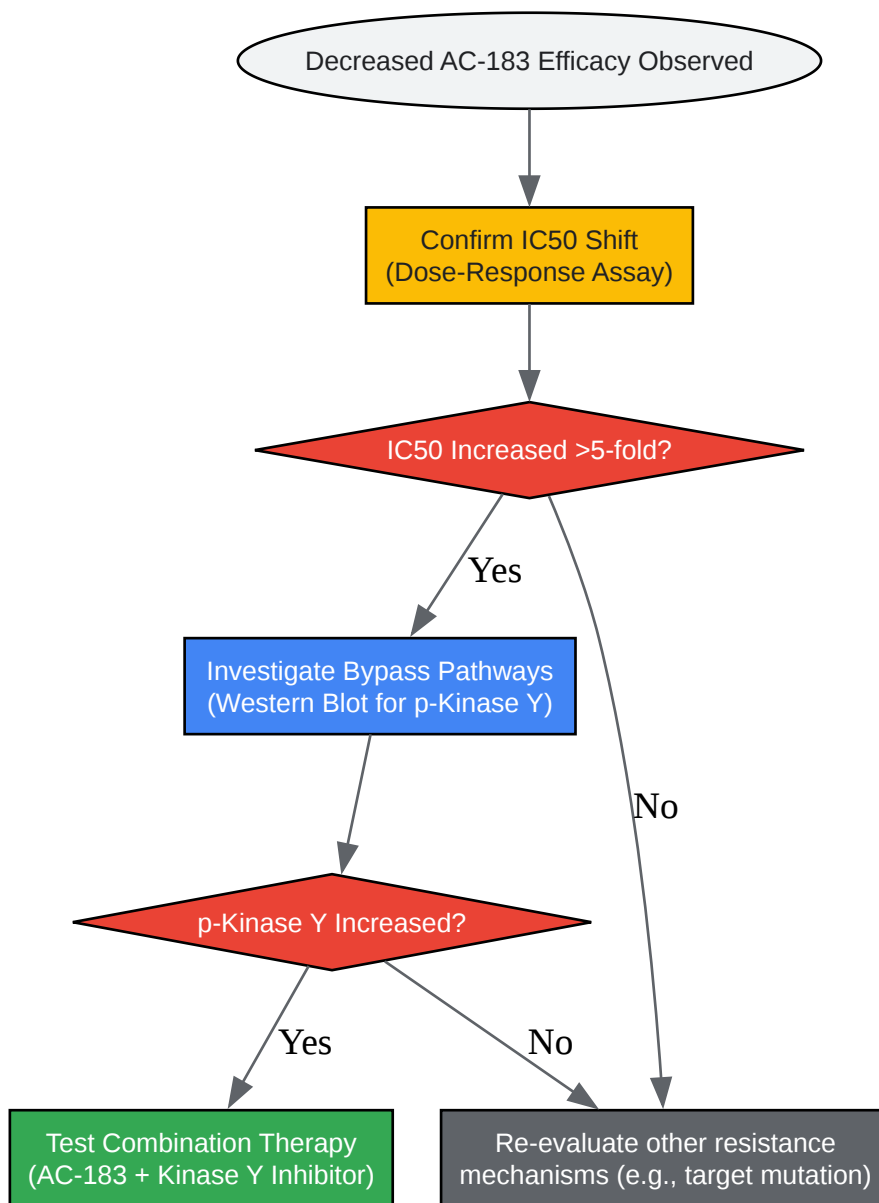 Decreased AC-183 Efficacy Observed
Confirm IC50 Shift
(Dose-Response Assay)
IC50 Increased >5-fold?
Yes
Investigate Bypass Pathways
(Western Blot for p-Kinase Y)
No
p-Kinase Y Increased?
Yes
No
Test Combination Therapy
(AC-183 + Kinase Y Inhibitor)
Re-evaluate other resistance
mechanisms (e.g., target mutation)